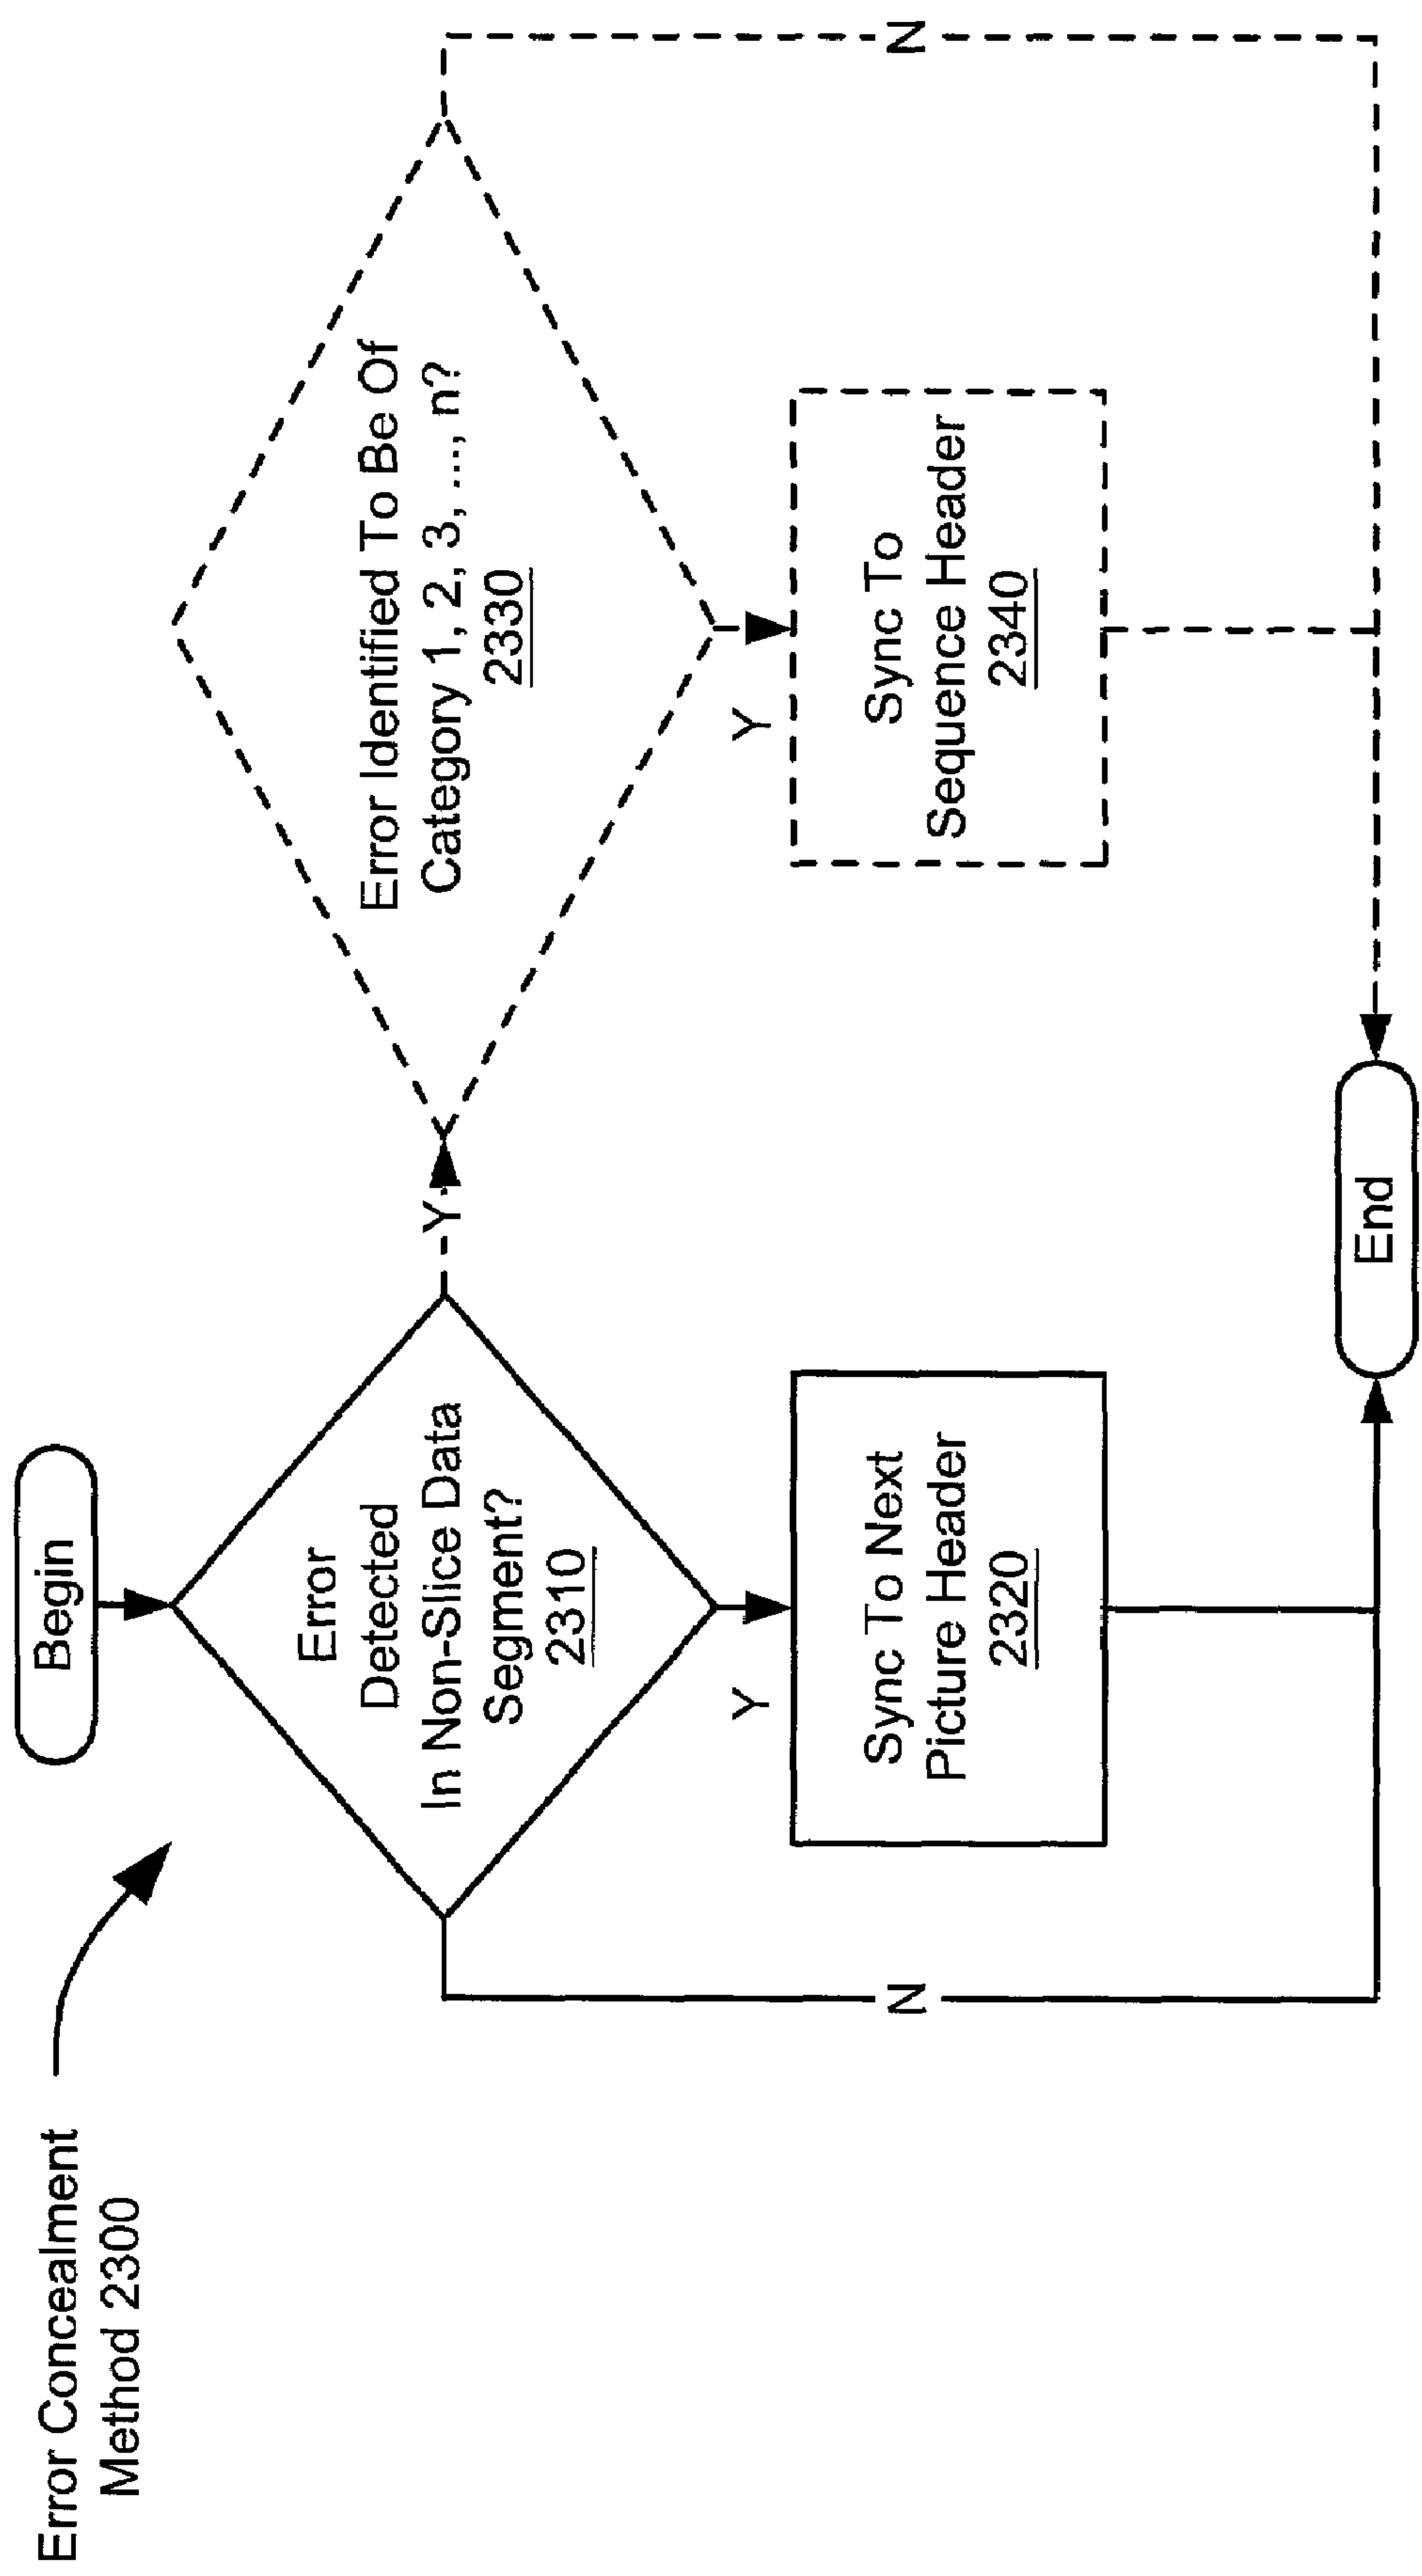 Error Concealment
Method 2300
Begin
Error
Detected
In Non-Slice Data
Segment?
2310
Y
Y
N
Sync To Next
Picture Header
2320
Error Identified To Be Of
Category 1, 2, 3, ..., n?
2330
Y
N
Sync To
Sequence Header
2340
End